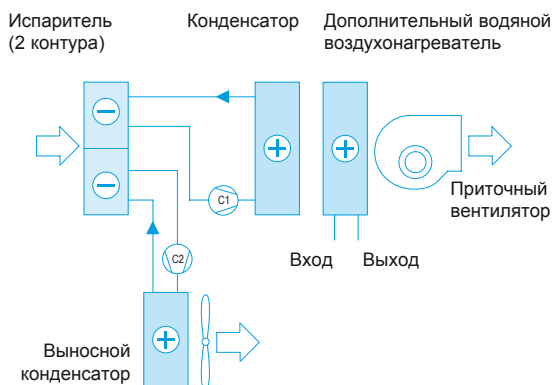 Испаритель
(2 контура)
Конденсатор
Дополнительный водяной
воздухонагреватель
C1
Приточный
вентилятор
Вход
Выход
C2
Выносной
конденсатор